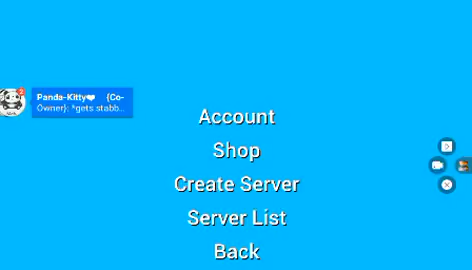 Panda-Kitty❤ {Co-
Owner}: *gets stabb...
Account
Shop
Create Server
Server List
Back